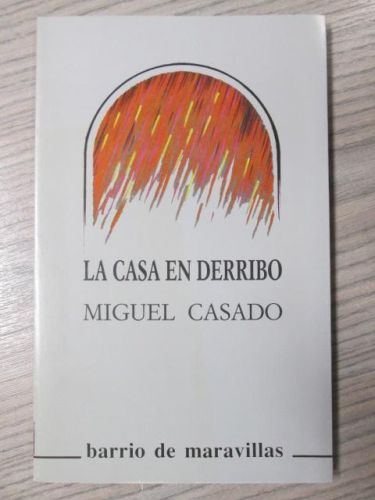 LA CASA EN DERRIBO
MIGUEL CASADO
barrio de maravillas